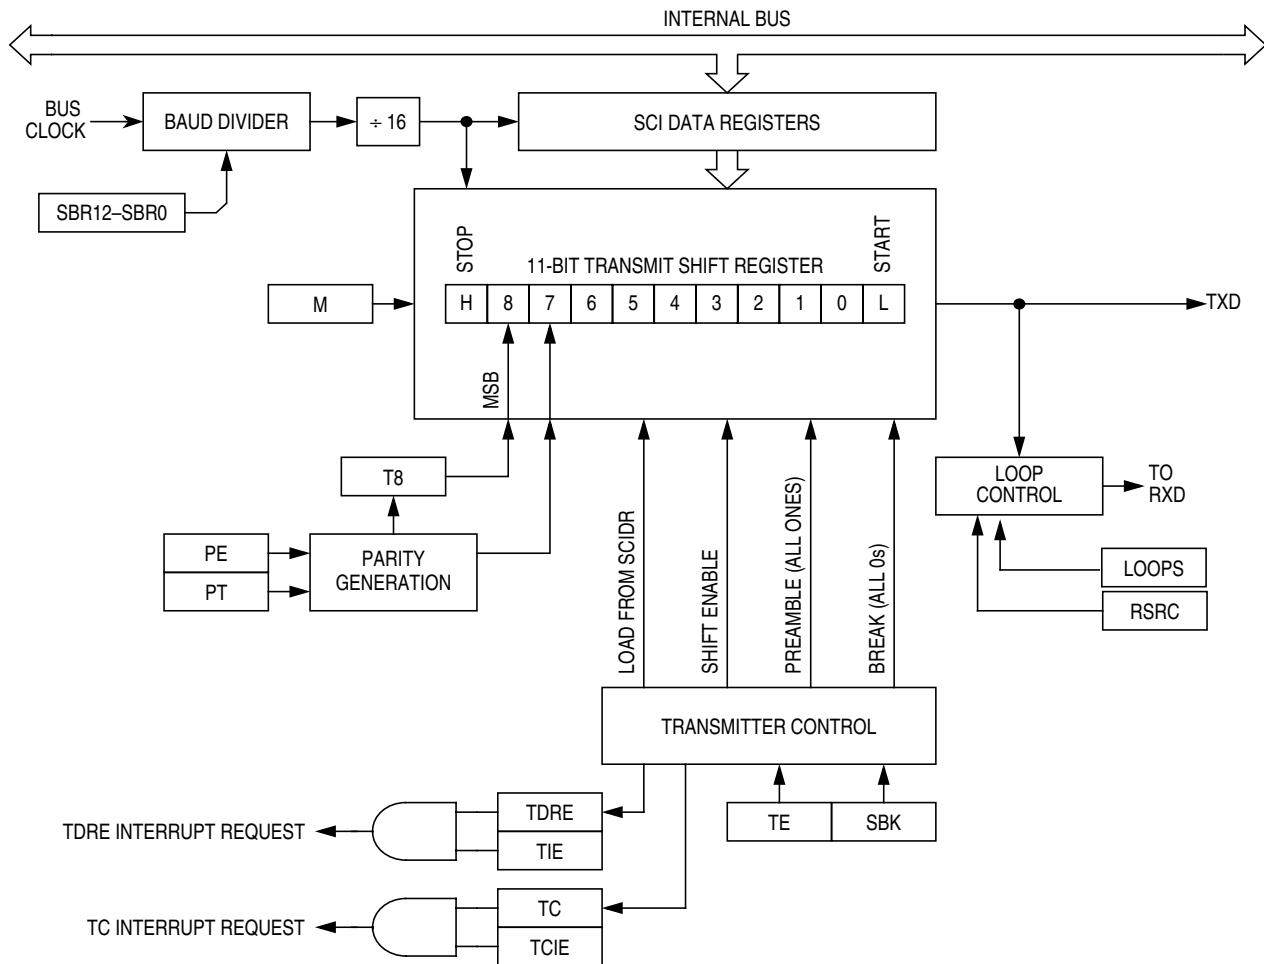 INTERNAL BUS
BUS
CLOCK
BAUD DIVIDER
÷ 16
SCI DATA REGISTERS
SBR12–SBR0
STOP
START
11-BIT TRANSMIT SHIFT REGISTER
M
H 8 7 6 5 4 3 2 1 0 L
TXD
MSB
T8
LOOP
CONTROL
TO
RXD
PE
PT
PARITY
GENERATION
LOAD FROM SCIDR
SHIFT ENABLE
PREAMBLE (ALL ONES)
BREAK (ALL 0s)
LOOPS
RSRC
TRANSMITTER CONTROL
TDRE INTERRUPT REQUEST
TDRE
TIE
TE
SBK
TC INTERRUPT REQUEST
TC
TCIE